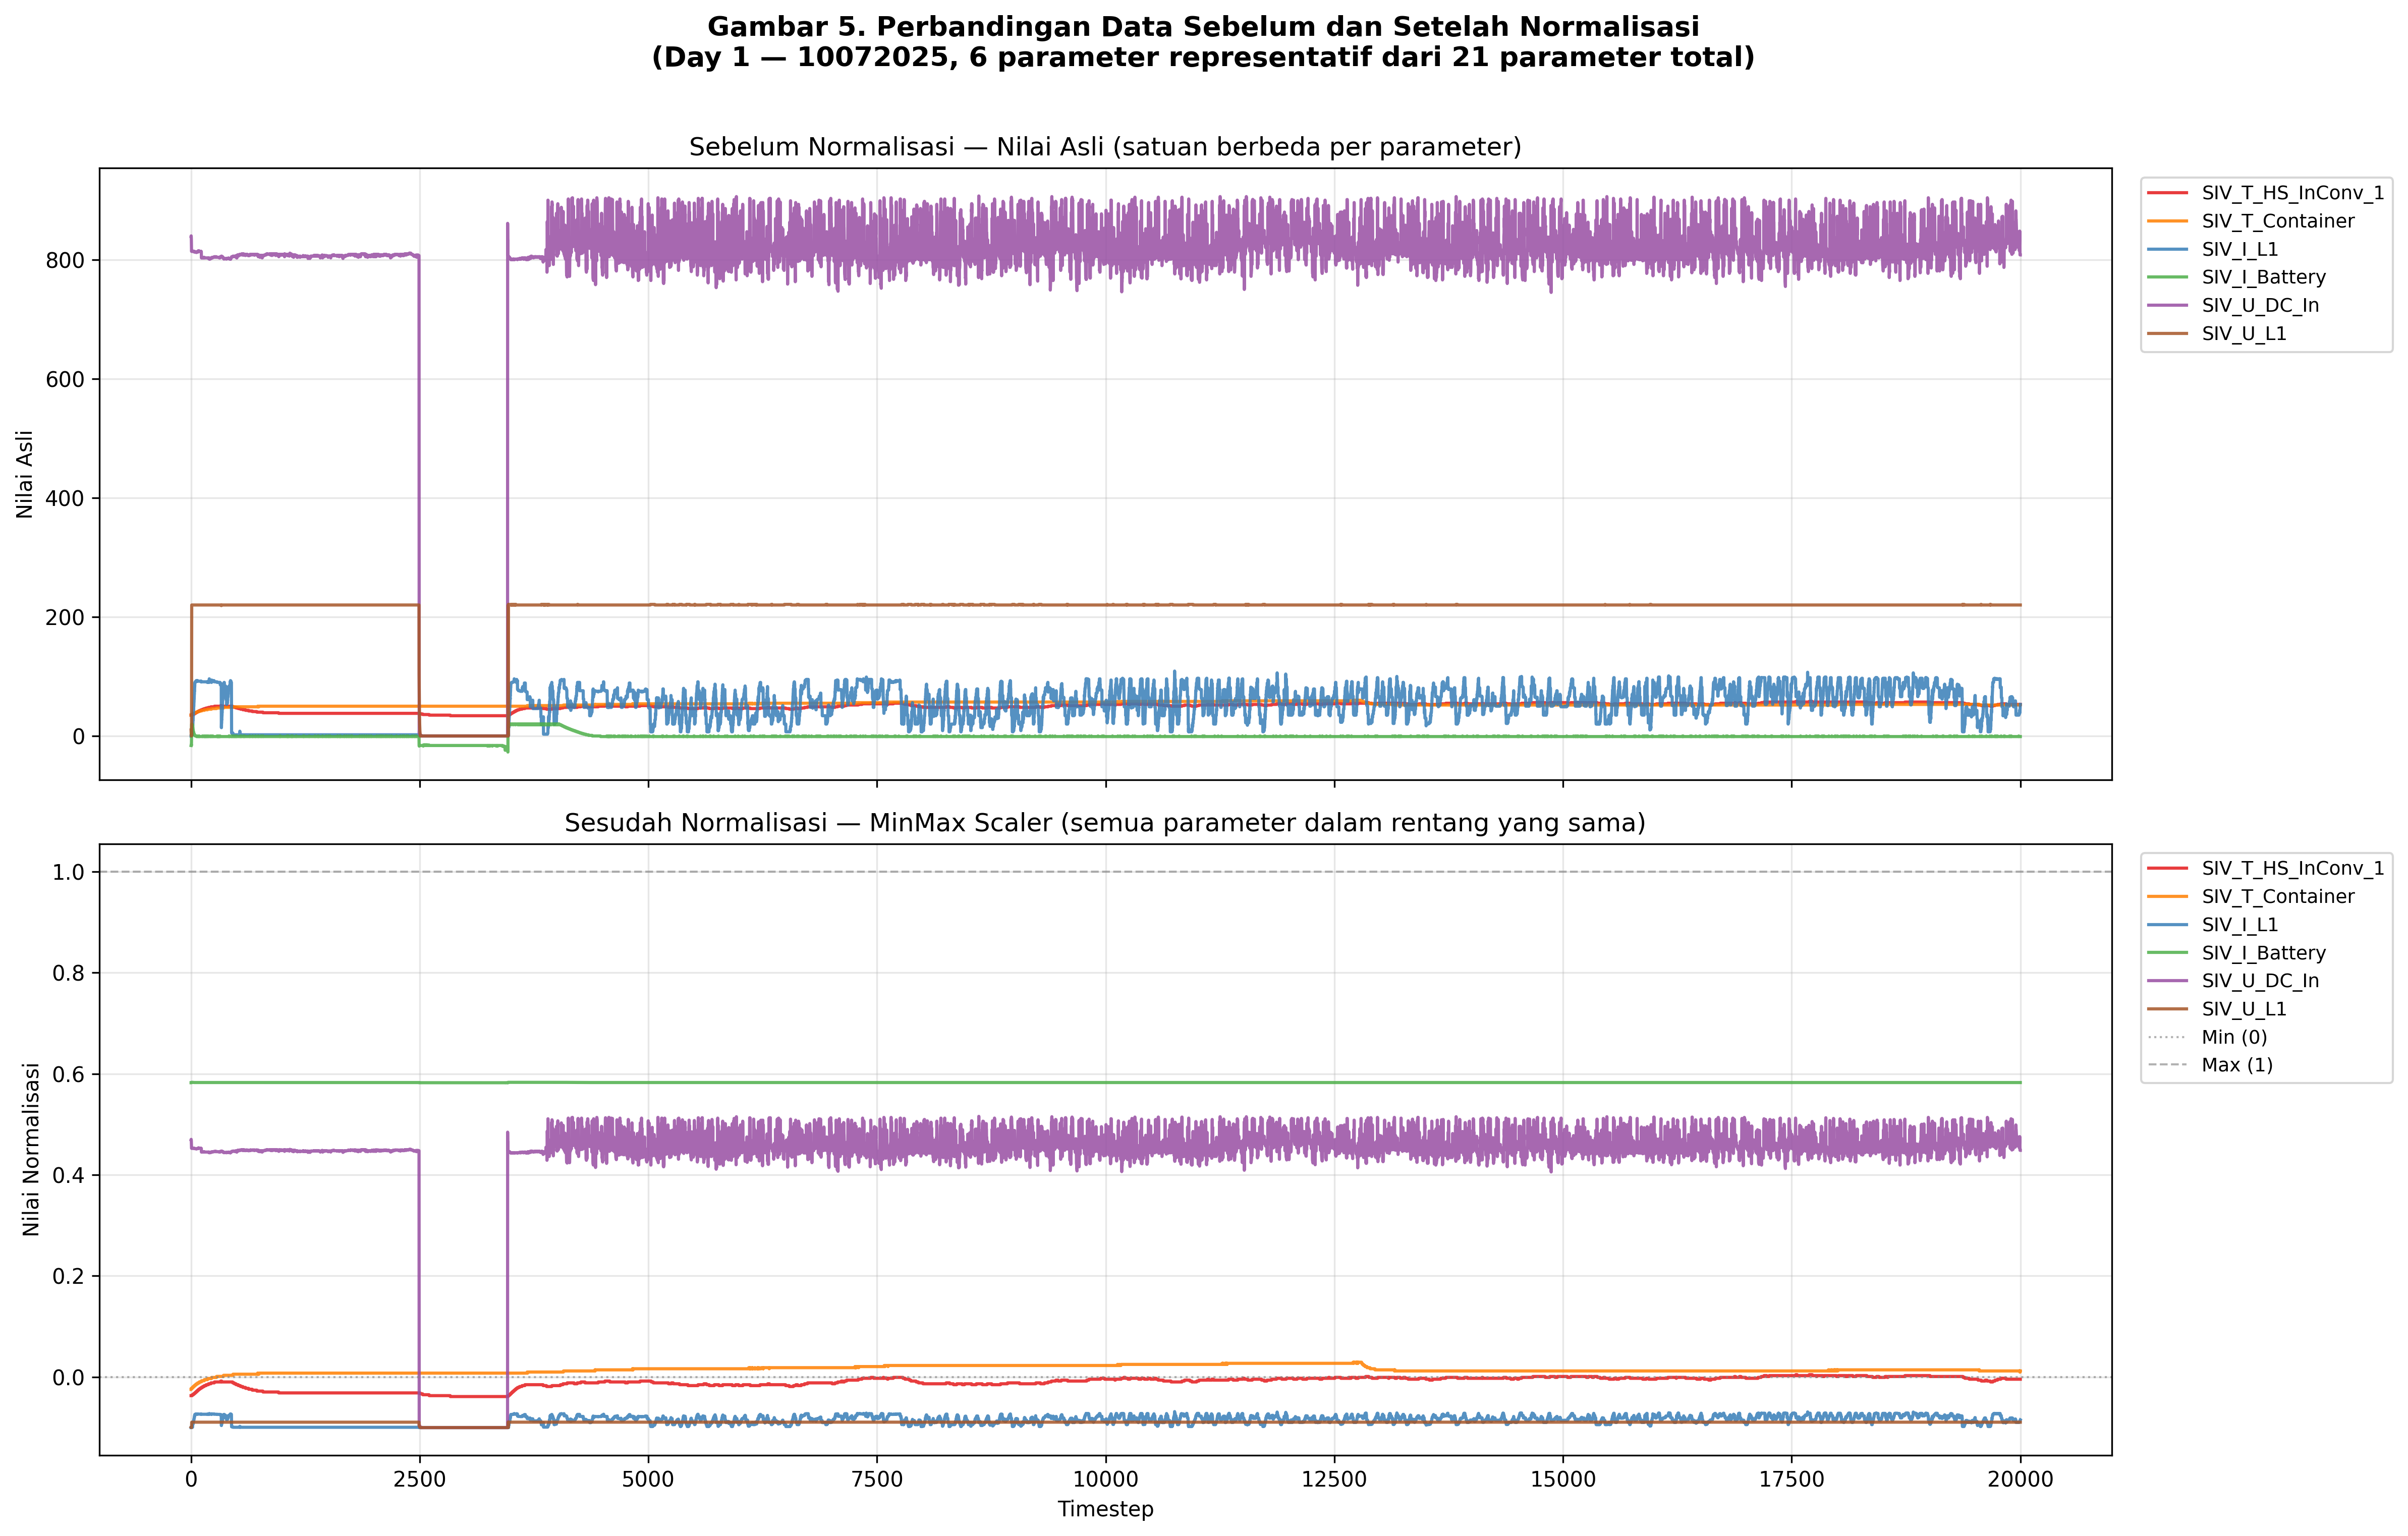 Gambar 5. Perbandingan Data Sebelum dan Setelah Normalisasi
(Day 1 — 10072025, 6 parameter representatif dari 21 parameter total)
Sebelum Normalisasi — Nilai Asli (satuan berbeda per parameter)
Nilai Asli
800
600
400
200
0
SIV_T_HS_InConv_1
SIV_T_Container
SIV_I_L1
SIV_I_Battery
SIV_U_DC_In
SIV_U_L1
Sesudah Normalisasi — MinMax Scaler (semua parameter dalam rentang yang sama)
Nilai Normalisasi
1.0
0.8
0.6
0.4
0.2
0.0
SIV_T_HS_InConv_1
SIV_T_Container
SIV_I_L1
SIV_I_Battery
SIV_U_DC_In
SIV_U_L1
Min (0)
Max (1)
0 2500 5000 7500 10000 12500 15000 17500 20000
Timestep